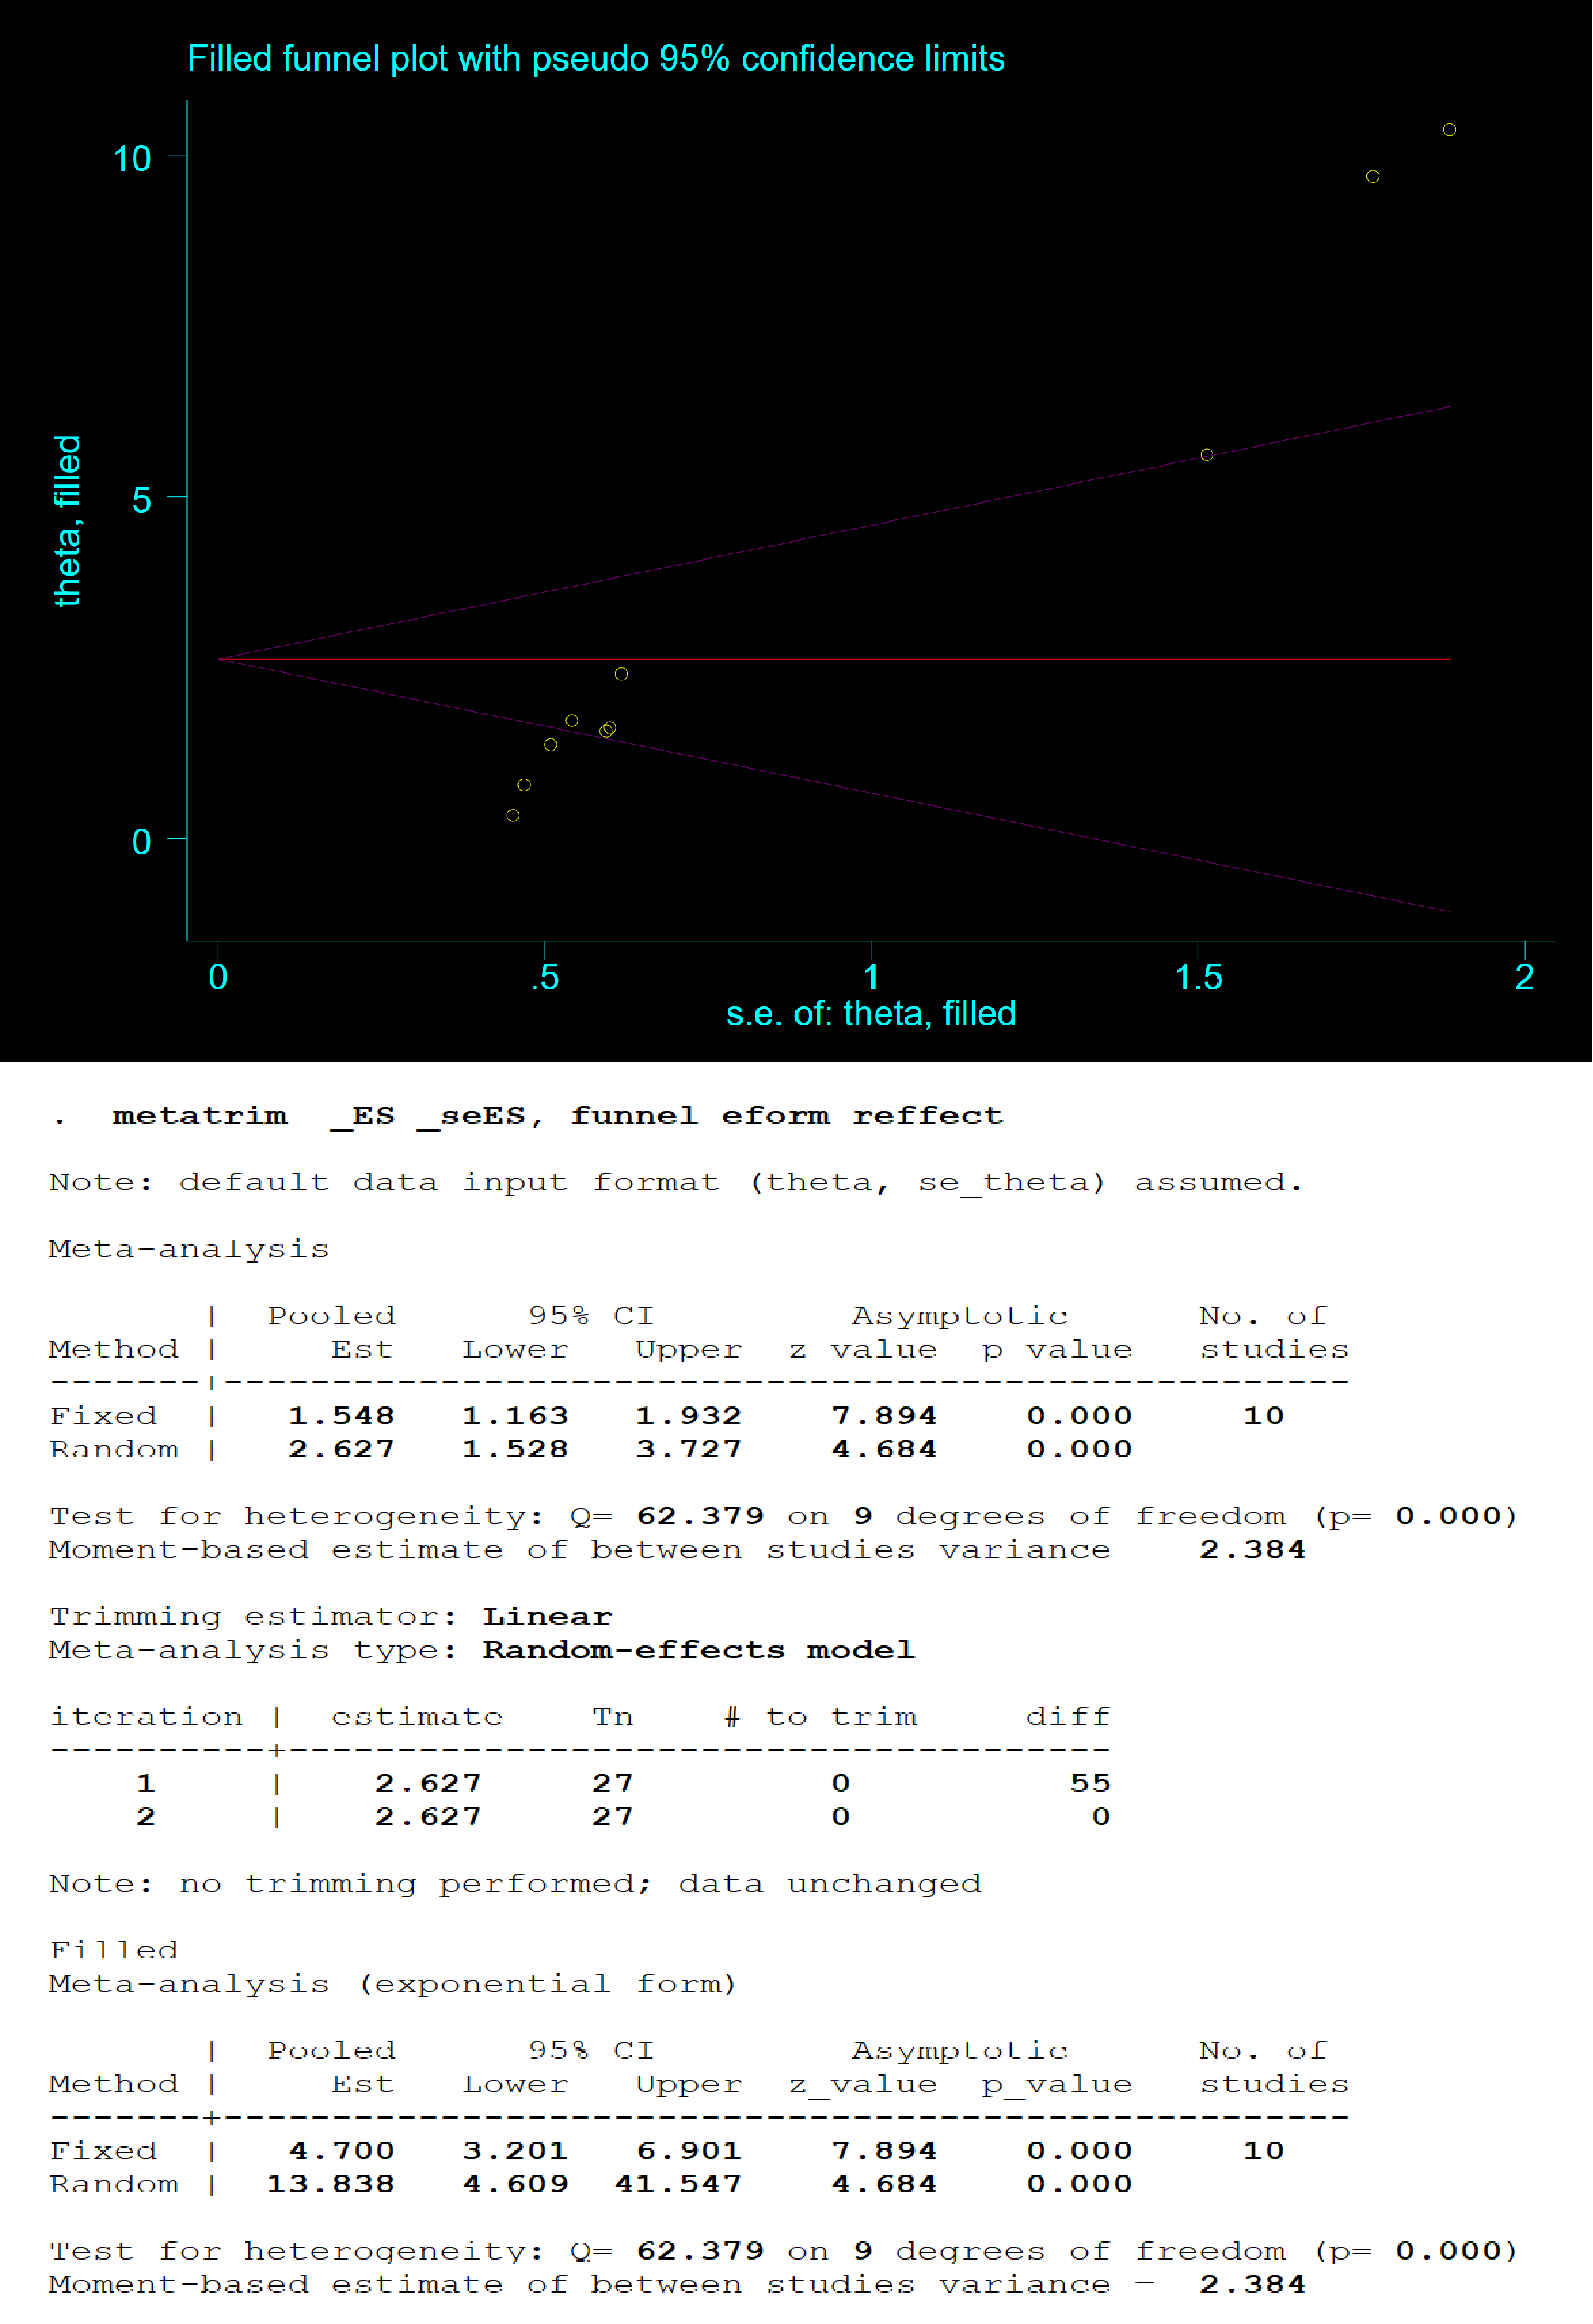 Filled funnel plot with pseudo 95% confidence limits
10
5
0
theta, filled
0 .5 1 1.5 2
s.e. of: theta, filled
. metatrim _ES _seES, funnel eform reffect
Note: default data input format (theta, se_theta) assumed.
Meta-analysis
| Pooled 95% CI Asymptotic No. of
Method | Est Lower Upper z_value p_value studies
-------+----------------------------------------------------
Fixed | 1.548 1.163 1.932 7.894 0.000 10
Random | 2.627 1.528 3.727 4.684 0.000
Test for heterogeneity: Q= 62.379 on 9 degrees of freedom (p= 0.000)
Moment-based estimate of between studies variance = 2.384
Trimming estimator: Linear
Meta-analysis type: Random-effects model
iteration | estimate Tn # to trim diff
----------+--------------------------------------
1 | 2.627 27 0 55
2 | 2.627 27 0 0
Note: no trimming performed; data unchanged
Filled
Meta-analysis (exponential form)
| Pooled 95% CI Asymptotic No. of
Method | Est Lower Upper z_value p_value studies
-------+----------------------------------------------------
Fixed | 4.700 3.201 6.901 7.894 0.000 10
Random | 13.838 4.609 41.547 4.684 0.000
Test for heterogeneity: Q= 62.379 on 9 degrees of freedom (p= 0.000)
Moment-based estimate of between studies variance = 2.384